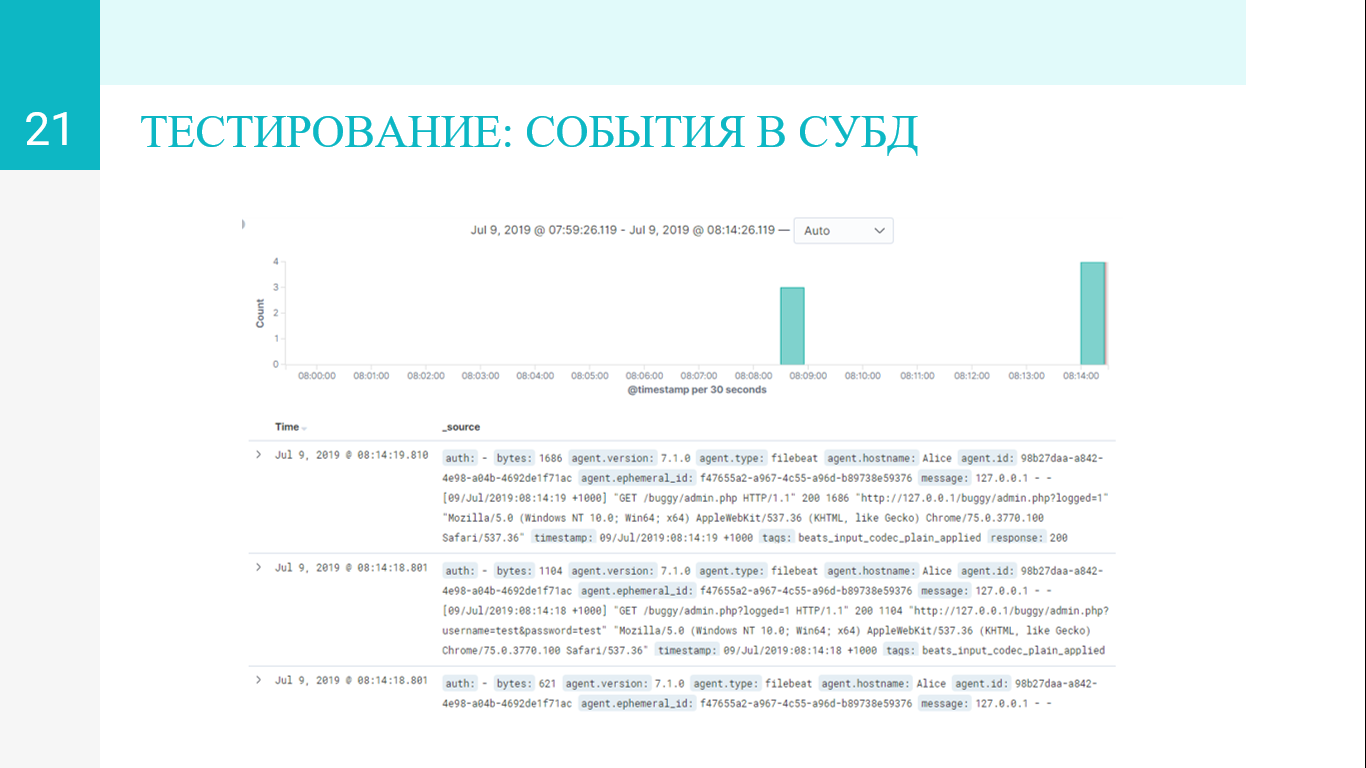 21
ТЕСТИРОВАНИЕ: СОБЫТИЯ В СУБД
Jul 9, 2019 @ 07:59:26.119 - Jul 9, 2019 @ 08:14:26.119 — Auto
4
3
2
1
0
Count
08:00:00 08:01:00 08:02:00 08:03:00 08:04:00 08:05:00 08:06:00 08:07:00 08:08:00 08:09:00 08:10:00 08:11:00 08:12:00 08:13:00 08:14:00
@timestamp per 30 seconds
Time _source
Jul 9, 2019 @ 08:14:19.810 auth: - bytes: 1686 agent.version: 7.1.0 agent.type: filebeat agent.hostname: Alice agent.id: 98b27daa-a842-
4e98-a04b-4692de1f71ac agent.ephemeral_id: f47655a2-a967-4c55-a96d-b89738e59376 message: 127.0.0.1 - -
[09/Jul/2019:08:14:19 +1000] "GET /buggy/admin.php HTTP/1.1" 200 1686 "http://127.0.0.1/buggy/admin.php?logged=1"
"Mozilla/5.0 (Windows NT 10.0; Win64; x64) AppleWebKit/537.36 (KHTML, like Gecko) Chrome/75.0.3770.100
Safari/537.36" timestamp: 09/Jul/2019:08:14:19 +1000 tags: beats_input_codec_plain_applied response: 200
Jul 9, 2019 @ 08:14:18.801 auth: - bytes: 1104 agent.version: 7.1.0 agent.type: filebeat agent.hostname: Alice agent.id: 98b27daa-a842-
4e98-a04b-4692de1f71ac agent.ephemeral_id: f47655a2-a967-4c55-a96d-b89738e59376 message: 127.0.0.1 - -
[09/Jul/2019:08:14:18 +1000] "GET /buggy/admin.php?logged=1 HTTP/1.1" 200 1104 "http://127.0.0.1/buggy/admin.php?
username=test&password=test" "Mozilla/5.0 (Windows NT 10.0; Win64; x64) AppleWebKit/537.36 (KHTML, like Gecko)
Chrome/75.0.3770.100 Safari/537.36" timestamp: 09/Jul/2019:08:14:18 +1000 tags: beats_input_codec_plain_applied
Jul 9, 2019 @ 08:14:18.801 auth: - bytes: 621 agent.version: 7.1.0 agent.type: filebeat agent.hostname: Alice agent.id: 98b27daa-a842-
4e98-a04b-4692de1f71ac agent.ephemeral_id: f47655a2-a967-4c55-a96d-b89738e59376 message: 127.0.0.1 - -